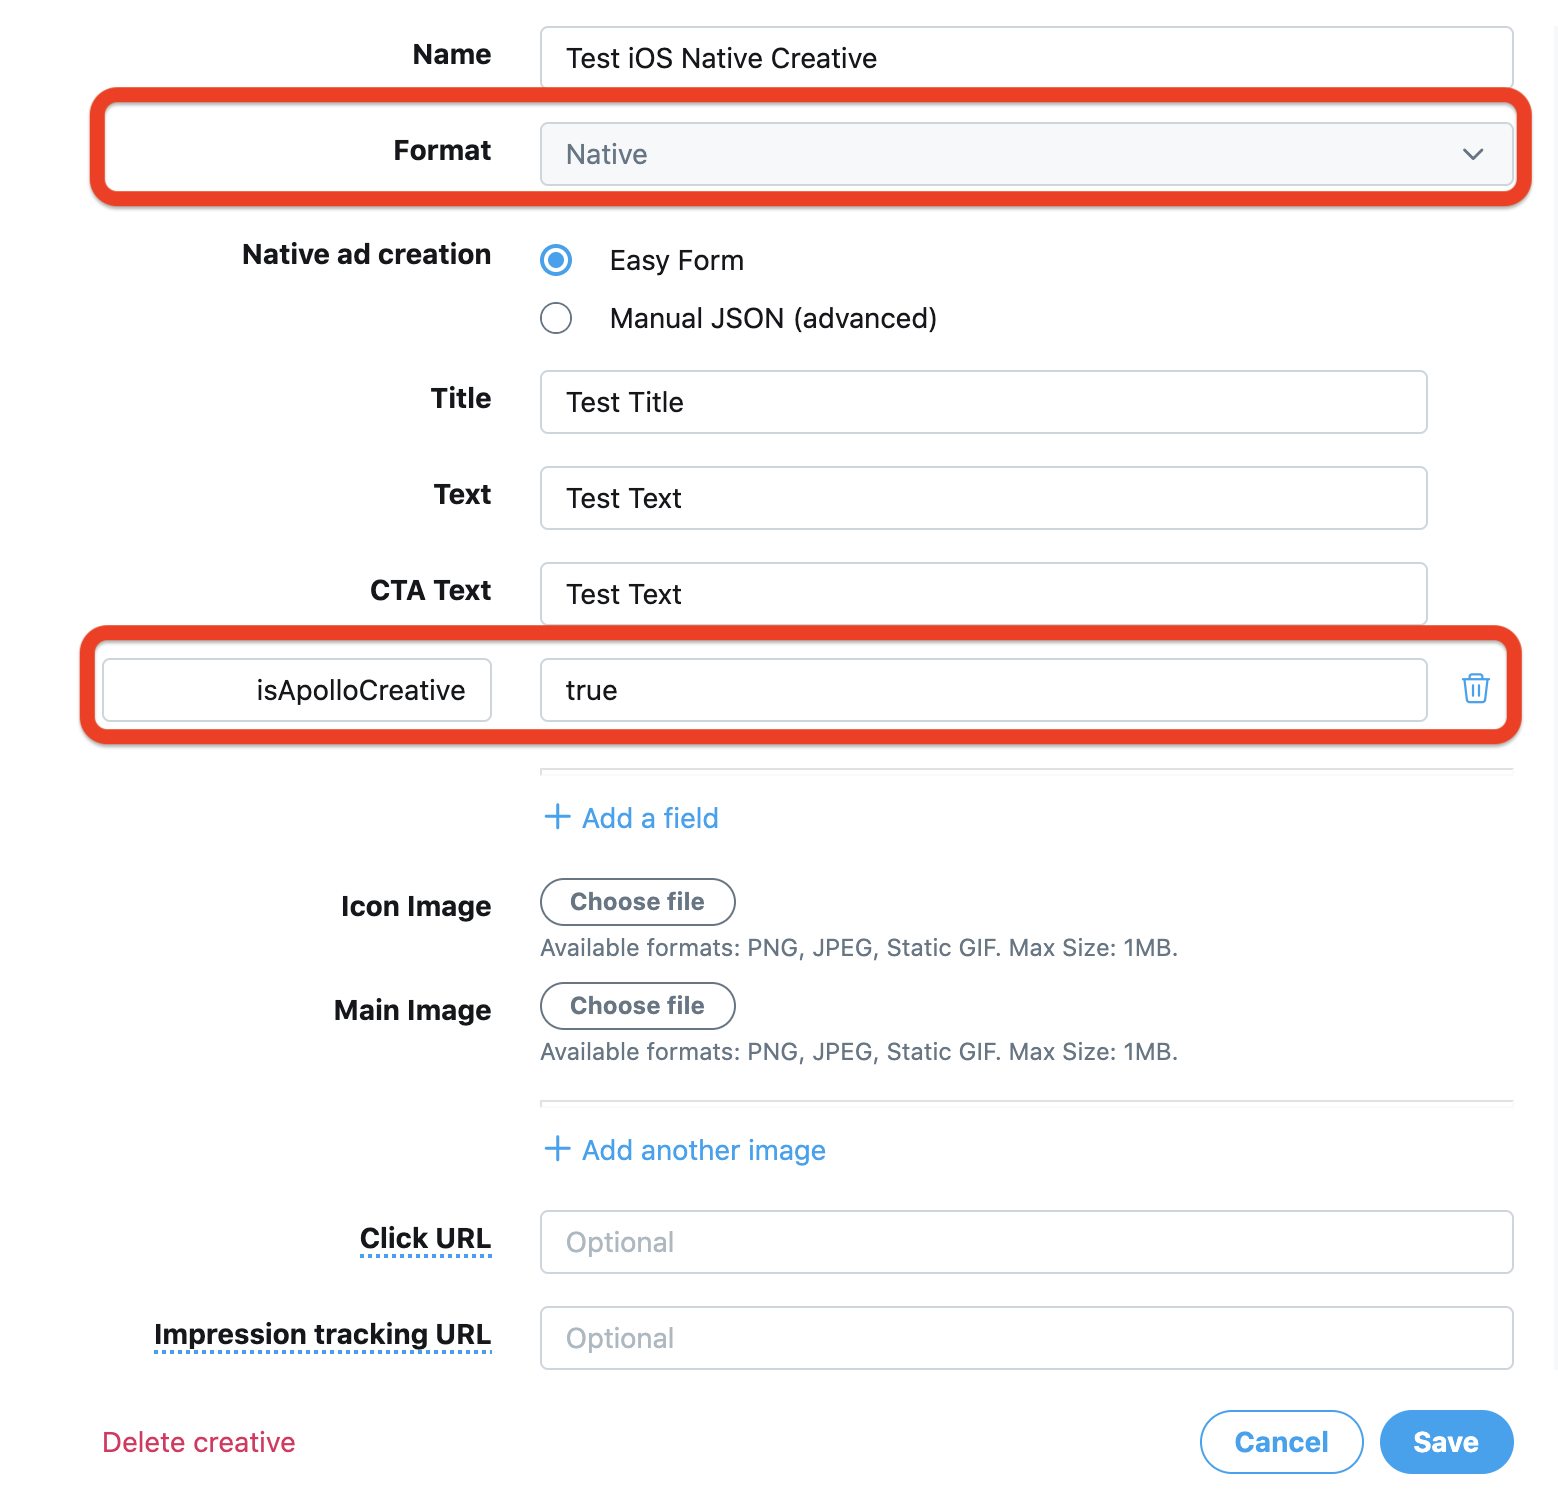 Name
Test iOS Native Creative
Format
Native
Native ad creation
Easy Form
Manual JSON (advanced)
Title
Test Title
Text
Test Text
CTA Text
Test Text
isApolloCreative
true
Add a field
Icon Image
Choose file
Available formats: PNG, JPEG, Static GIF. Max Size: 1MB.
Main Image
Choose file
Available formats: PNG, JPEG, Static GIF. Max Size: 1MB.
Add another image
Click URL
Optional
Impression tracking URL
Optional
Delete creative
Cancel
Save